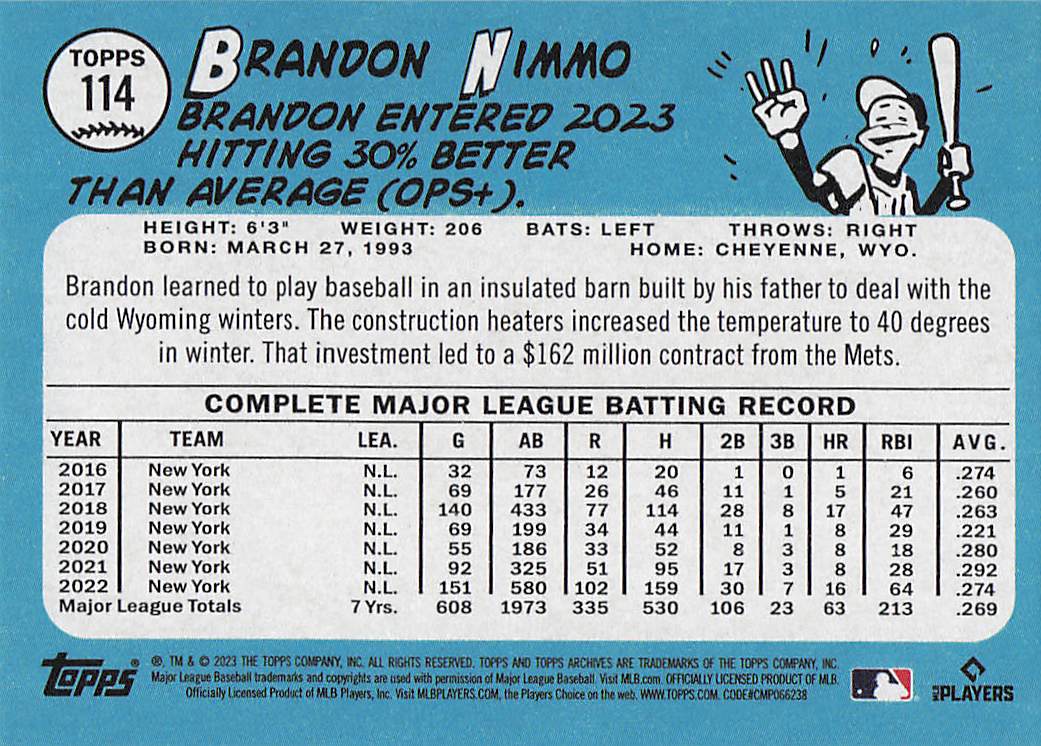 TOPPS
114
BRANDON NIMMO
BRANDON ENTERED 2023
HITTING 30% BETTER
THAN AVERAGE (OPS+).
HEIGHT: 6'3" WEIGHT: 206 BATS: LEFT THROWS: RIGHT
BORN: MARCH 27, 1993 HOME: CHEYENNE, WYO.
Brandon learned to play baseball in an insulated barn built by his father to deal with the
cold Wyoming winters. The construction heaters increased the temperature to 40 degrees
in winter. That investment led to a $162 million contract from the Mets.
COMPLETE MAJOR LEAGUE BATTING RECORD
YEAR TEAM LEA. G AB R H 2B 3B HR RBI AVG.
2016 New York N.L. 32 73 12 20 1 0 1 6 .274
2017 New York N.L. 69 177 26 46 11 1 5 21 .260
2018 New York N.L. 140 433 77 114 28 8 17 47 .263
2019 New York N.L. 69 199 34 44 11 1 8 29 .221
2020 New York N.L. 55 186 33 52 8 3 8 18 .280
2021 New York N.L. 92 325 51 95 17 3 8 28 .292
2022 New York N.L. 151 580 102 159 30 7 16 64 .274
Major League Totals 7 Yrs. 608 1973 335 530 106 23 63 213 .269
Topps®
®, TM & © 2023 THE TOPPS COMPANY, INC. ALL RIGHTS RESERVED. TOPPS AND TOPPS ARCHIVES ARE TRADEMARKS OF THE TOPPS COMPANY, INC.
Major League Baseball trademarks and copyrights are used with permission of Major League Baseball. Visit MLB.com. OFFICIALLY LICENSED PRODUCT OF MLB.
Officially Licensed Product of MLB Players, Inc. Visit MLBPLAYERS.COM, the Players Choice on the web. WWW.TOPPS.COM. CODE#CMP066238
MLB PLAYERS